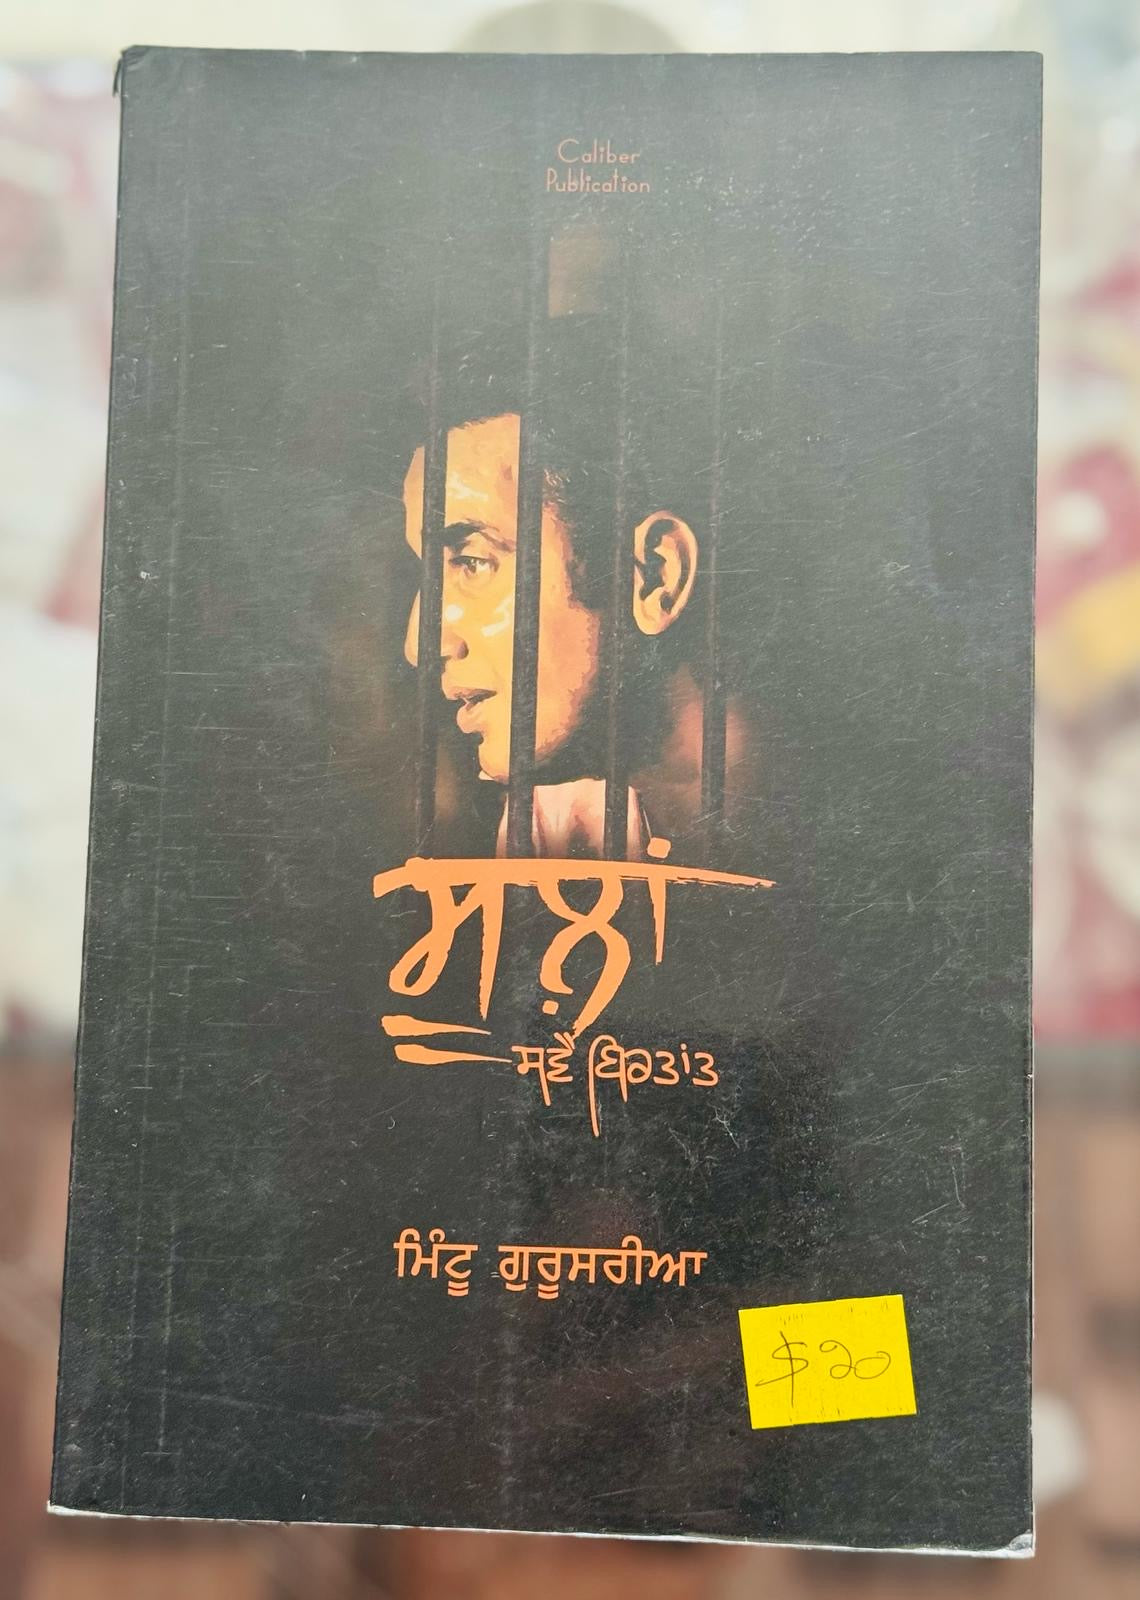 Caliber
Publication
ਸੂਲ਼ਾਂ
ਸਵੈ ਬਿਰਤਾਂਤ
ਮਿੰਟੂ ਗੁਰੂਸਰੀਆ
$20